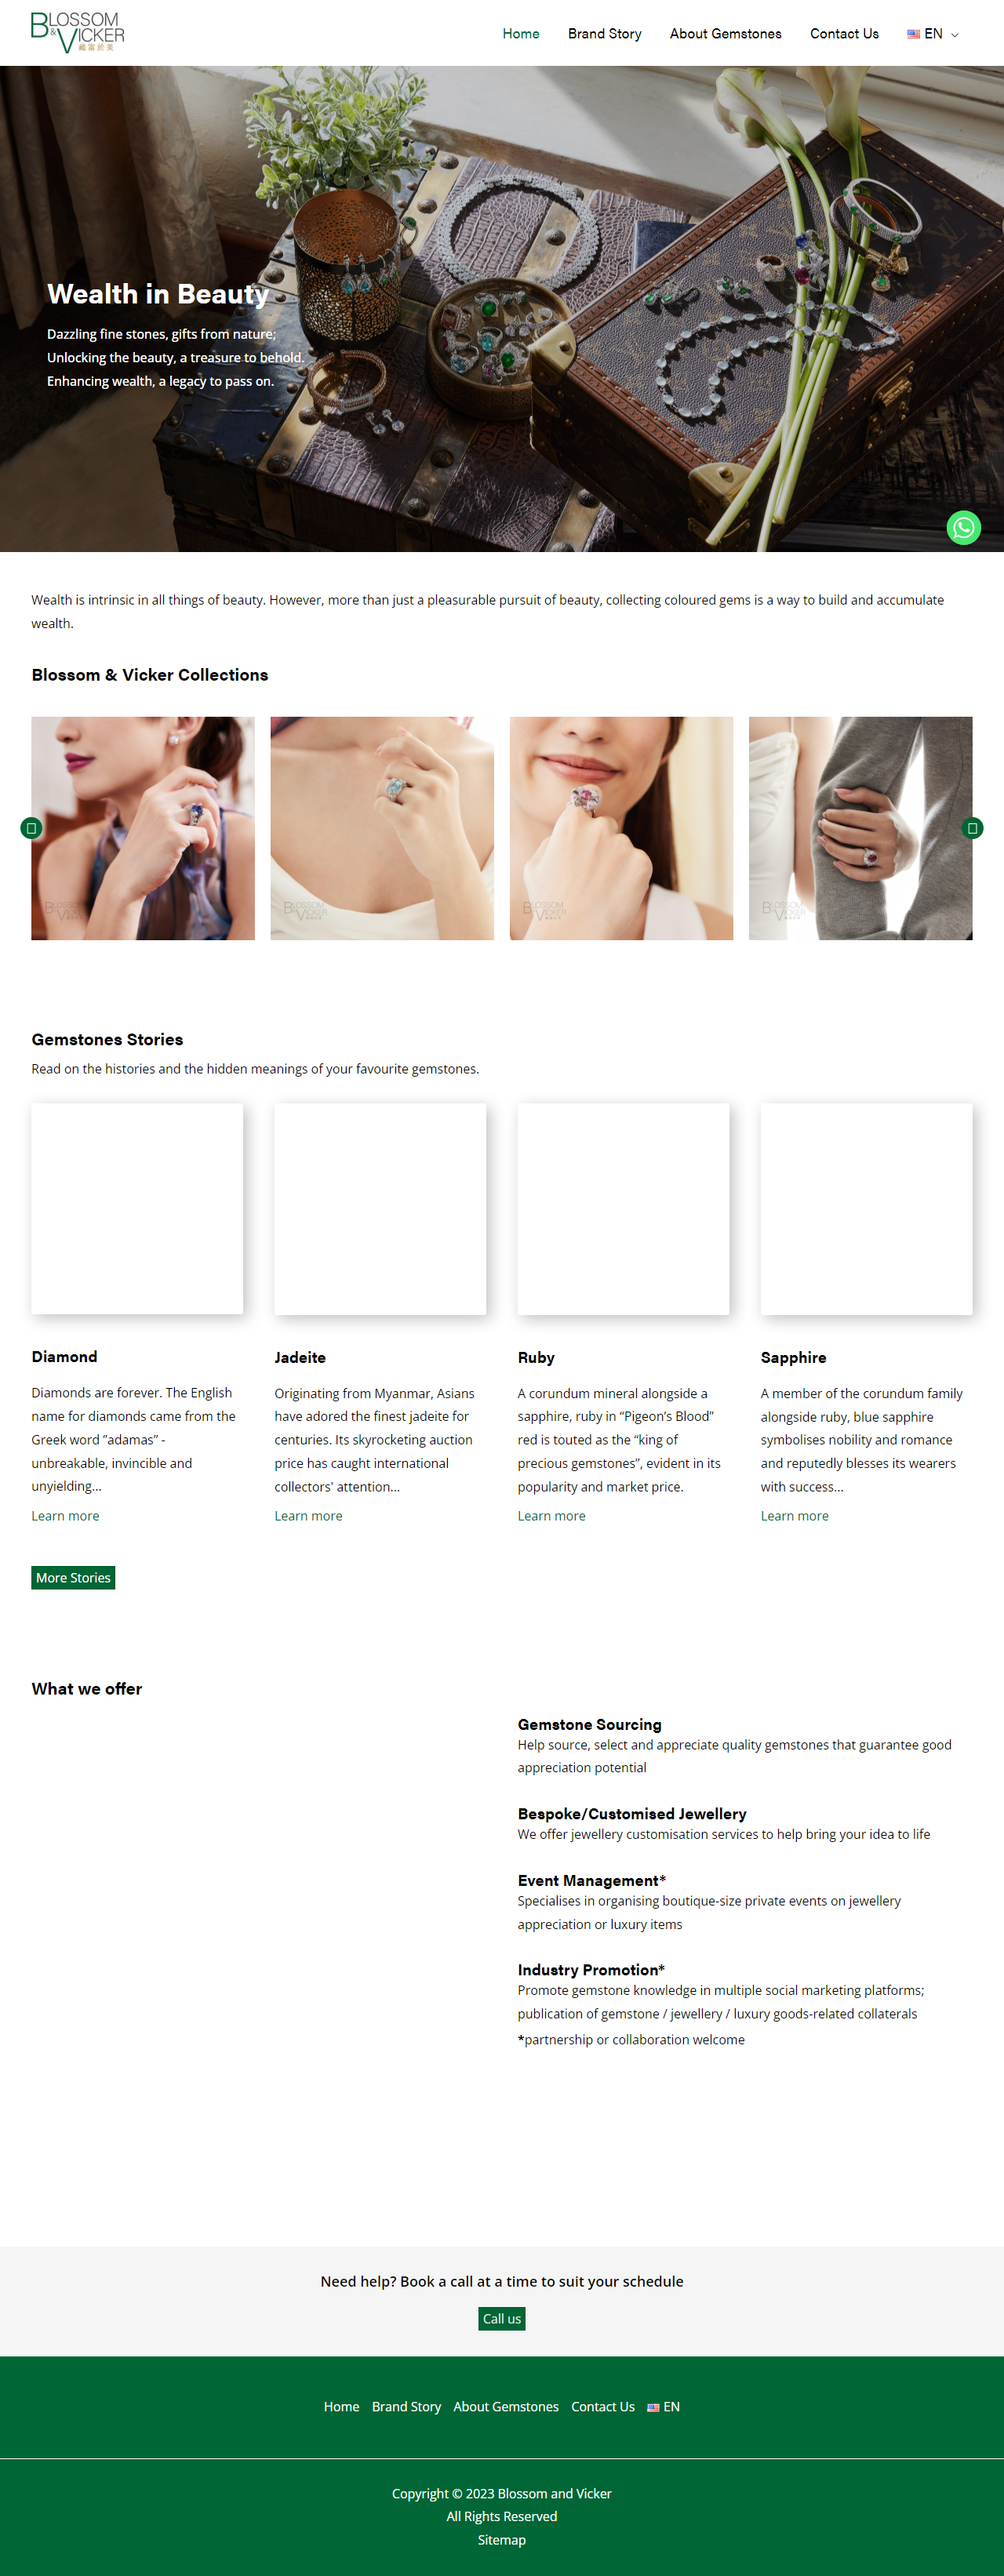 BLOSSOM
& VICKER
藏富於美
Home
Brand Story
About Gemstones
Contact Us
EN
Wealth in Beauty
Dazzling fine stones, gifts from nature;
Unlocking the beauty, a treasure to behold.
Enhancing wealth, a legacy to pass on.
Wealth is intrinsic in all things of beauty. However, more than just a pleasurable pursuit of beauty, collecting coloured gems is a way to build and accumulate
wealth.
Blossom & Vicker Collections
BLOSSOM
VICKER
BLOSSOM
VICKER
BLOSSOM
VICKER
BLOSSOM
VICKER
Gemstones Stories
Read on the histories and the hidden meanings of your favourite gemstones.
Diamond
Diamonds are forever. The English
name for diamonds came from the
Greek word ”adamas” -
unbreakable, invincible and
unyielding...
Learn more
Jadeite
Originating from Myanmar, Asians
have adored the finest jadeite for
centuries. Its skyrocketing auction
price has caught international
collectors' attention...
Learn more
Ruby
A corundum mineral alongside a
sapphire, ruby in “Pigeon’s Blood”
red is touted as the “king of
precious gemstones”, evident in its
popularity and market price.
Learn more
Sapphire
A member of the corundum family
alongside ruby, blue sapphire
symbolises nobility and romance
and reputedly blesses its wearers
with success...
Learn more
More Stories
What we offer
Gemstone Sourcing
Help source, select and appreciate quality gemstones that guarantee good
appreciation potential
Bespoke/Customised Jewellery
We offer jewellery customisation services to help bring your idea to life
Event Management*
Specialises in organising boutique-size private events on jewellery
appreciation or luxury items
Industry Promotion*
Promote gemstone knowledge in multiple social marketing platforms;
publication of gemstone / jewellery / luxury goods-related collaterals
*partnership or collaboration welcome
Need help? Book a call at a time to suit your schedule
Call us
Home
Brand Story
About Gemstones
Contact Us
EN
Copyright © 2023 Blossom and Vicker
All Rights Reserved
Sitemap